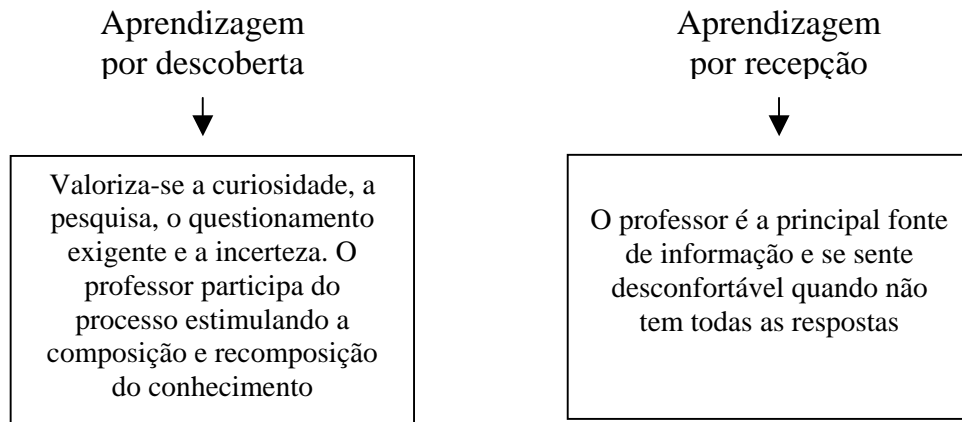 Aprendizagem
por descoberta
Valoriza-se a curiosidade, a
pesquisa, o questionamento
exigente e a incerteza. O
professor participa do
processo estimulando a
composição e recomposição
do conhecimento
Aprendizagem
por recepção
O professor é a principal fonte
de informação e se sente
desconfortável quando não
tem todas as respostas